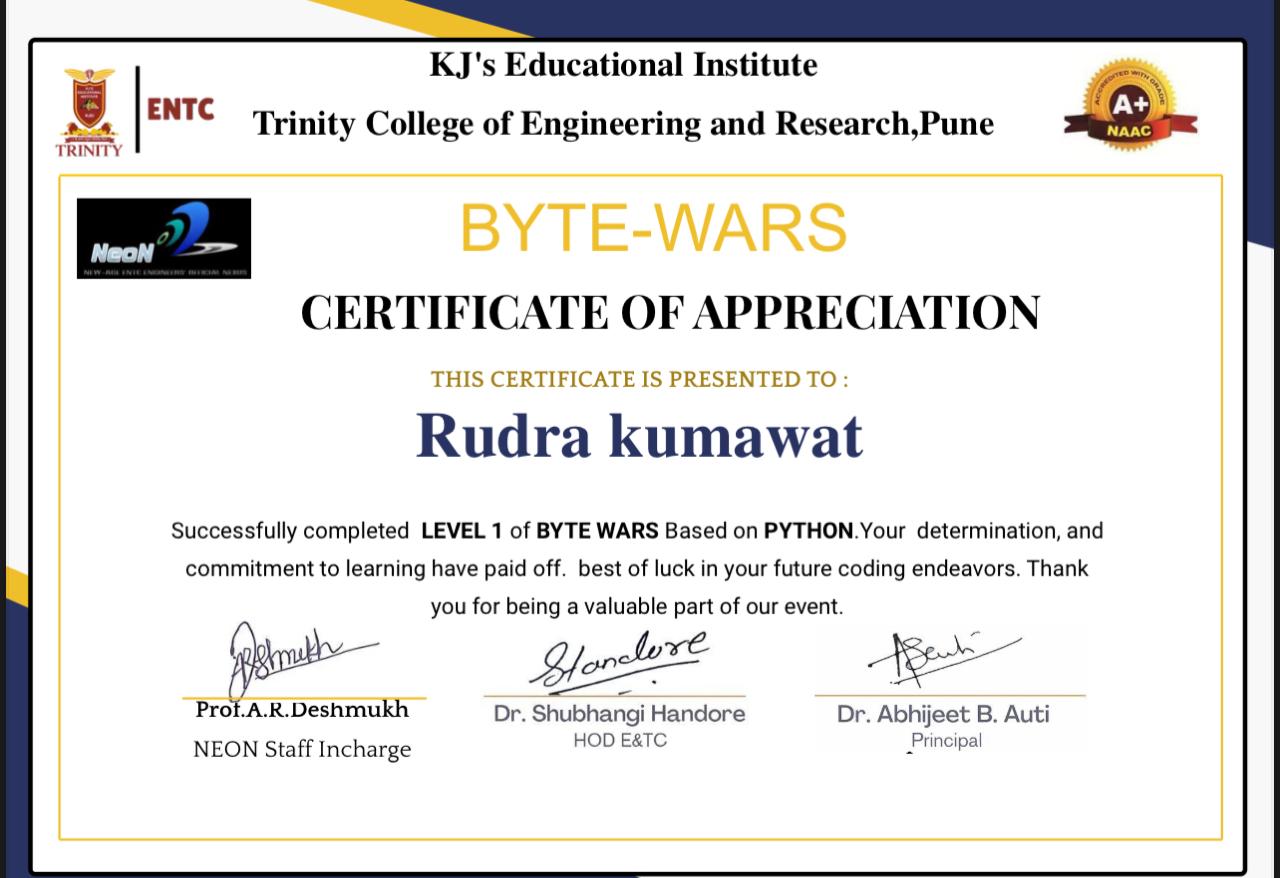 KJ's Educational Institute
Trinity College of Engineering and Research,Pune
TRINITY
ENTC
ACCREDITED WITH GRADE
A+
NAAC
NeoN
NEW-AGE ENTC ENGINEERS' OFFICIAL NEXUS
BYTE-WARS
CERTIFICATE OF APPRECIATION
THIS CERTIFICATE IS PRESENTED TO :
Rudra kumawat
Successfully completed LEVEL 1 of BYTE WARS Based on PYTHON.Your determination, and
commitment to learning have paid off. best of luck in your future coding endeavors. Thank
you for being a valuable part of our event.
Prof.A.R.Deshmukh
NEON Staff Incharge
Dr. Shubhangi Handore
HOD E&TC
Dr. Abhijeet B. Auti
Principal